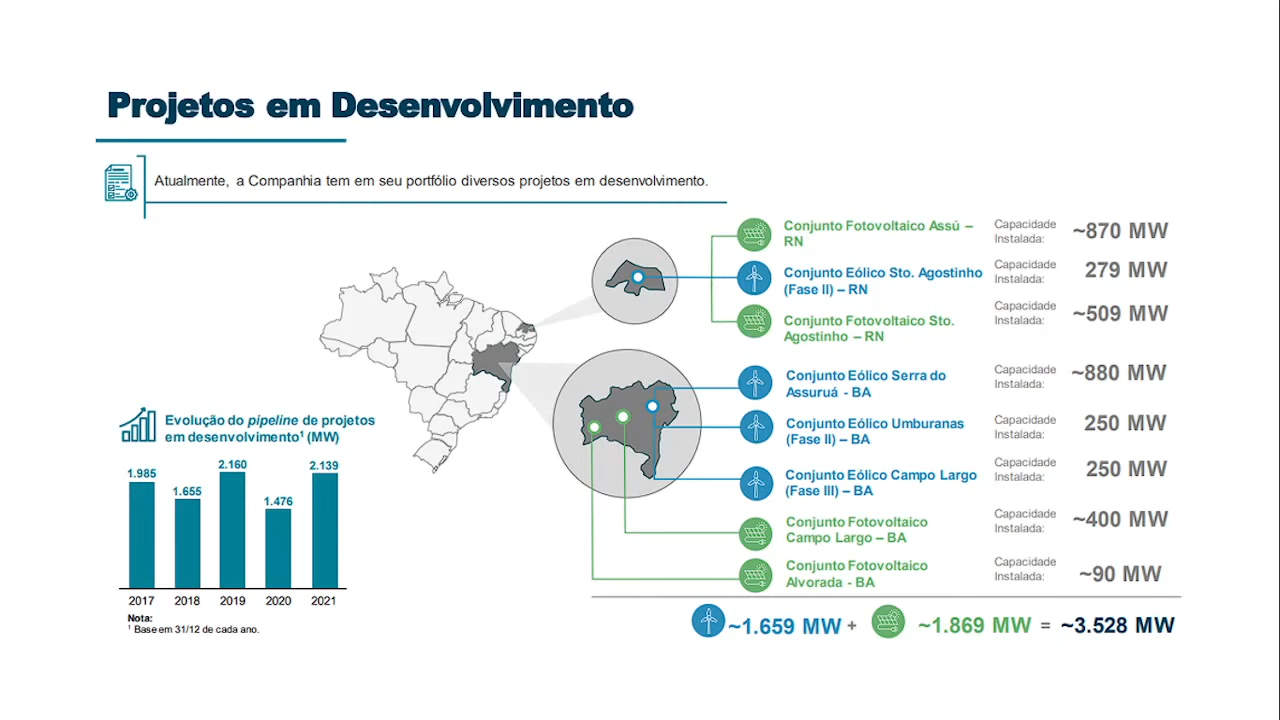 Projetos em Desenvolvimento
Atualmente, a Companhia tem em seu portfólio diversos projetos em desenvolvimento.
Conjunto Fotovoltaico Assú –
RN
Capacidade
Instalada:
~870 MW
Conjunto Eólico Sto. Agostinho
(Fase II) – RN
Capacidade
Instalada:
279 MW
Conjunto Fotovoltaico Sto.
Agostinho – RN
Capacidade
Instalada:
~509 MW
Conjunto Eólico Serra do
Assuruá - BA
Capacidade
Instalada:
~880 MW
Conjunto Eólico Umburanas
(Fase II) – BA
Capacidade
Instalada:
250 MW
Conjunto Eólico Campo Largo
(Fase III) – BA
Capacidade
Instalada:
250 MW
Conjunto Fotovoltaico
Campo Largo – BA
Capacidade
Instalada:
~400 MW
Conjunto Fotovoltaico
Alvorada - BA
Capacidade
Instalada:
~90 MW
~1.659 MW + ~1.869 MW = ~3.528 MW
Evolução do pipeline de projetos
em desenvolvimento¹ (MW)
1.985
1.655
2.160
1.476
2.139
2017 2018 2019 2020 2021
Nota:
¹ Base em 31/12 de cada ano.